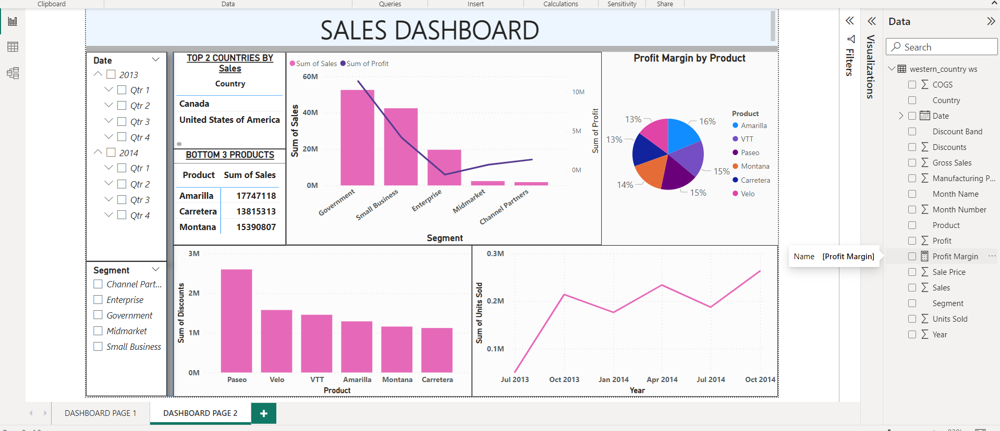 Clipboard
Data
Queries
Insert
Calculations
Sensitivity
Share
SALES DASHBOARD
Date
2013
Qtr 1
Qtr 2
Qtr 3
Qtr 4
2014
Qtr 1
Qtr 2
Qtr 3
Qtr 4
Segment
Channel Part...
Enterprise
Government
Midmarket
Small Business
TOP 2 COUNTRIES BY
Sales
Country
Canada
United States of America
BOTTOM 3 PRODUCTS
Product Sum of Sales
Amarilla 17747118
Carretera 13815313
Montana 15390807
Sum of Sales Sum of Profit
Sum of Sales
60M
40M
20M
0M
10M
5M
0M
Sum of Profit
Government
Small Business
Enterprise
Midmarket
Channel Partners
Segment
Profit Margin by Product
16%
15%
15%
14%
13%
13%
Product
Amarilla
VTT
Paseo
Montana
Carretera
Velo
Sum of Discounts
3M
2M
1M
0M
Paseo Velo VTT Amarilla Montana Carretera
Product
Sum of Units Sold
0.3M
0.2M
0.1M
Jul 2013 Oct 2013 Jan 2014 Apr 2014 Jul 2014 Oct 2014
Year
Filters
Visualizations
Data
Search
western_country ws
COGS
Country
Date
Discount Band
Discounts
Gross Sales
Manufacturing P...
Month Name
Month Number
Product
Profit
Profit Margin ...
Sale Price
Sales
Segment
Units Sold
Year
Name [Profit Margin]
DASHBOARD PAGE 1
DASHBOARD PAGE 2